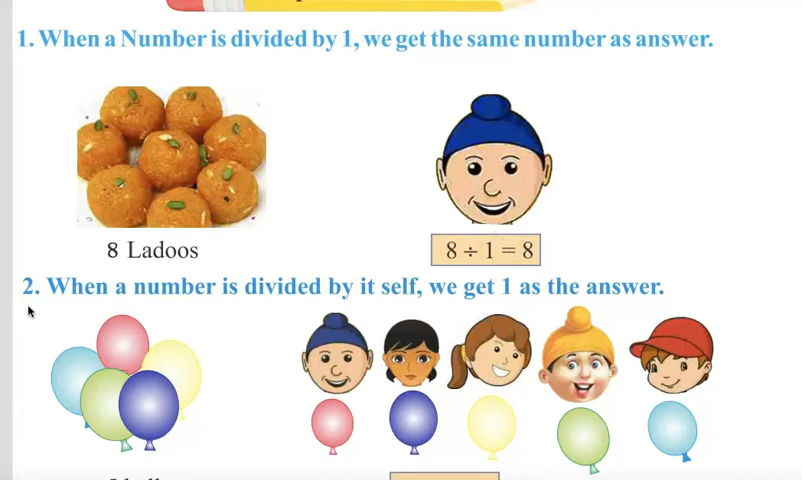 1. When a Number is divided by 1, we get the same number as answer.
8 Ladoos
8 ÷ 1 = 8
2. When a number is divided by it self, we get 1 as the answer.